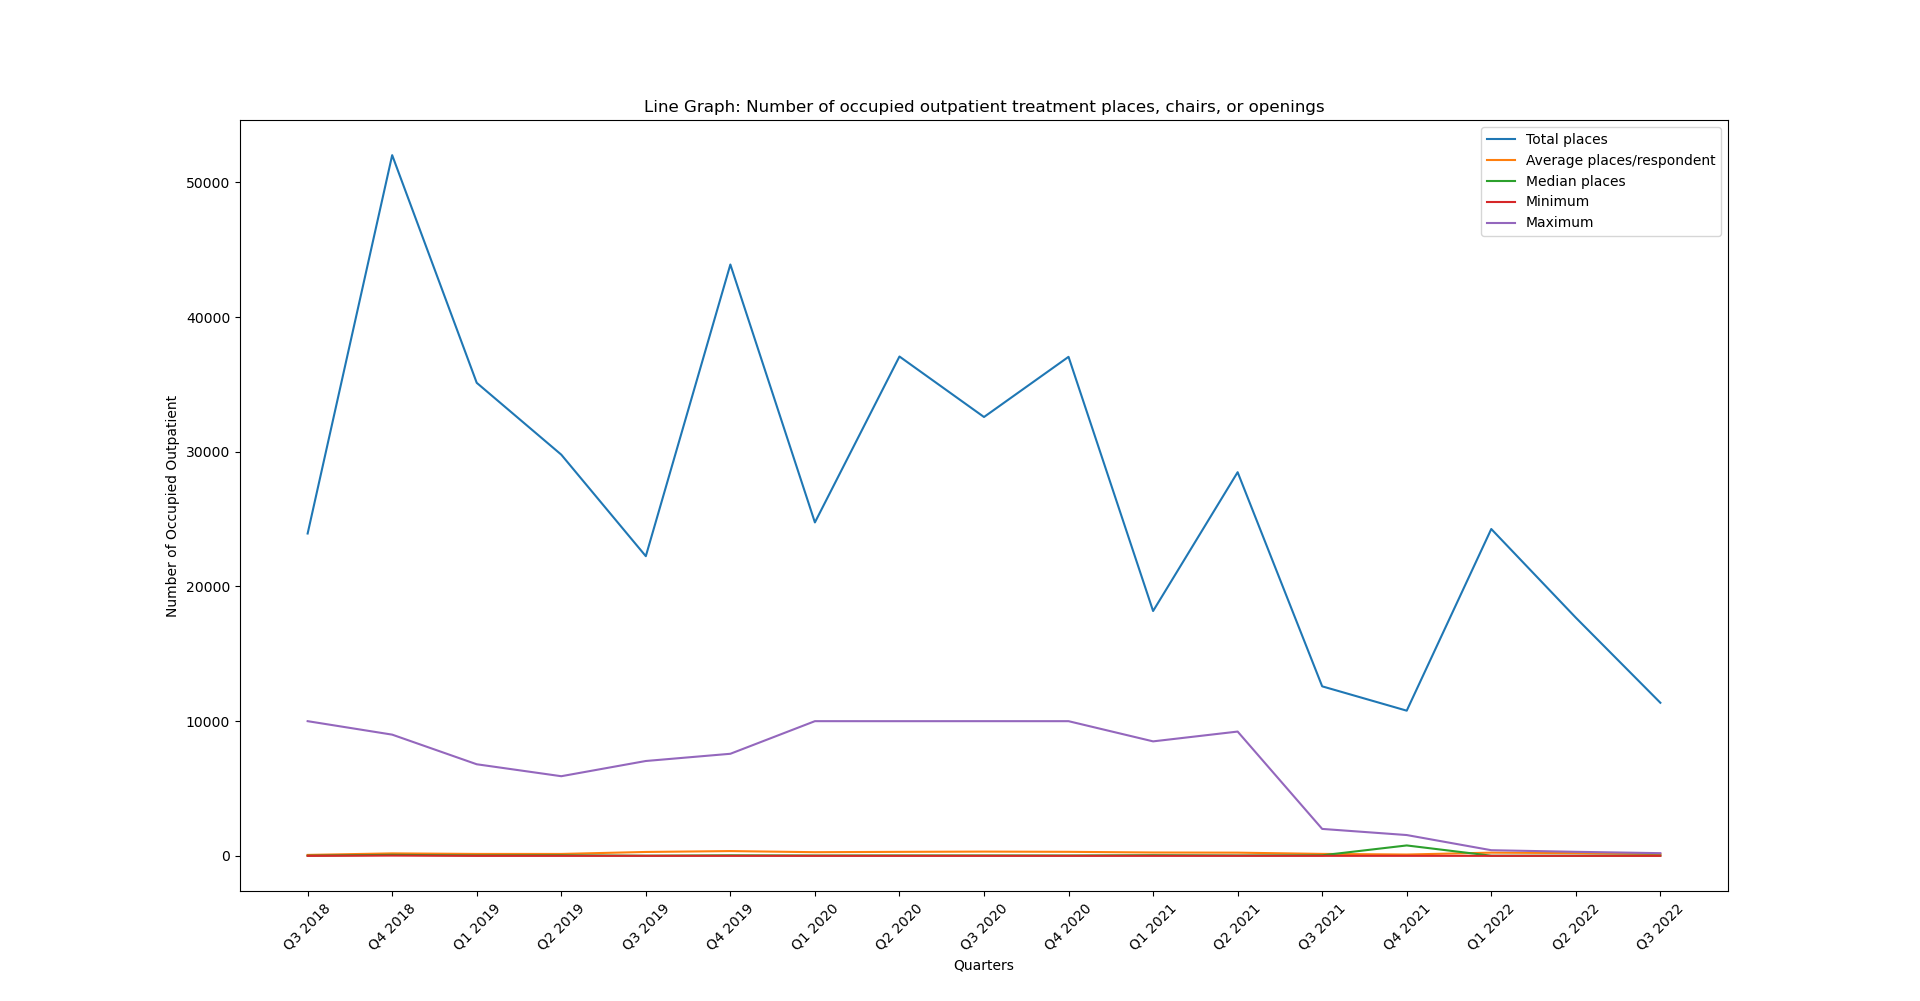 Line Graph: Number of occupied outpatient treatment places, chairs, or openings
Total places
Average places/respondent
Median places
Minimum
Maximum
Number of Occupied Outpatient
50000
40000
30000
20000
10000
0
Q3 2018
Q4 2018
Q1 2019
Q2 2019
Q3 2019
Q4 2019
Q1 2020
Q2 2020
Q3 2020
Q4 2020
Q1 2021
Q2 2021
Q3 2021
Q4 2021
Q1 2022
Q2 2022
Q3 2022
Quarters